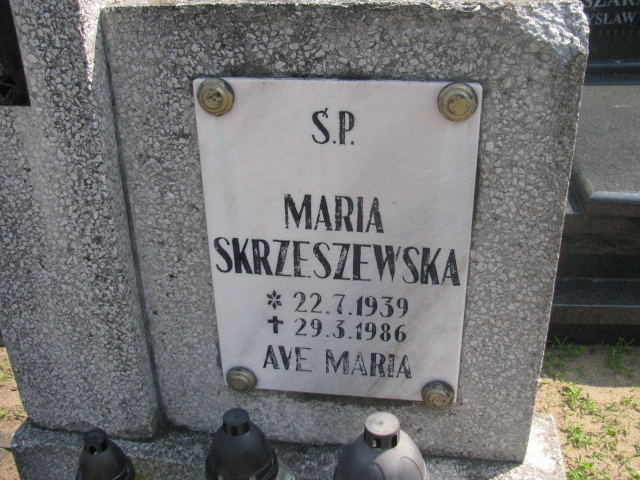 Ś.P.
MARIA
SKRZESZEWSKA
* 22.7.1939
✝ 29.3.1986
AVE MARIA